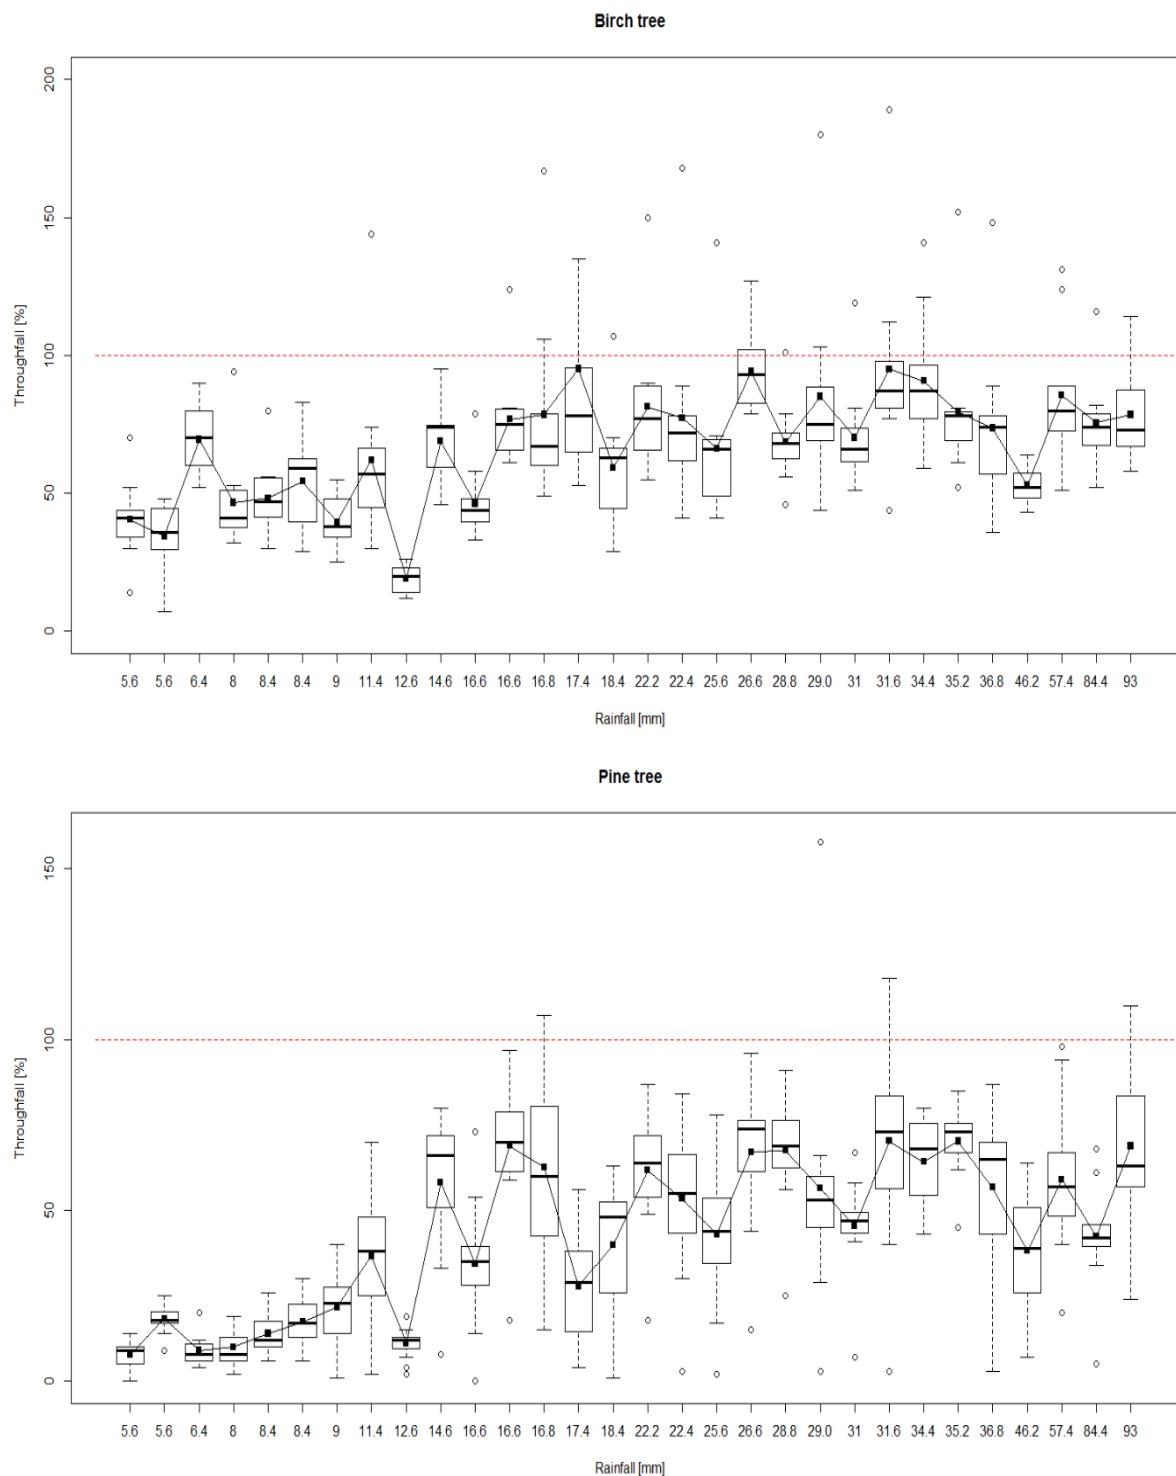 Birch tree
200
150
100
50
0
Throughfall [%]
5.6 5.6 6.4 8 8.4 8.4 9 11.4 12.6 14.6 16.6 16.6 16.8 17.4 18.4 22.2 22.4 25.6 26.6 28.8 29.0 31 31.6 34.4 35.2 36.8 46.2 57.4 84.4 93
Rainfall [mm]
Pine tree
150
100
50
0
Throughfall [%]
5.6 5.6 6.4 8 8.4 8.4 9 11.4 12.6 14.6 16.6 16.6 16.8 17.4 18.4 22.2 22.4 25.6 26.6 28.8 29.0 31 31.6 34.4 35.2 36.8 46.2 57.4 84.4 93
Rainfall [mm]